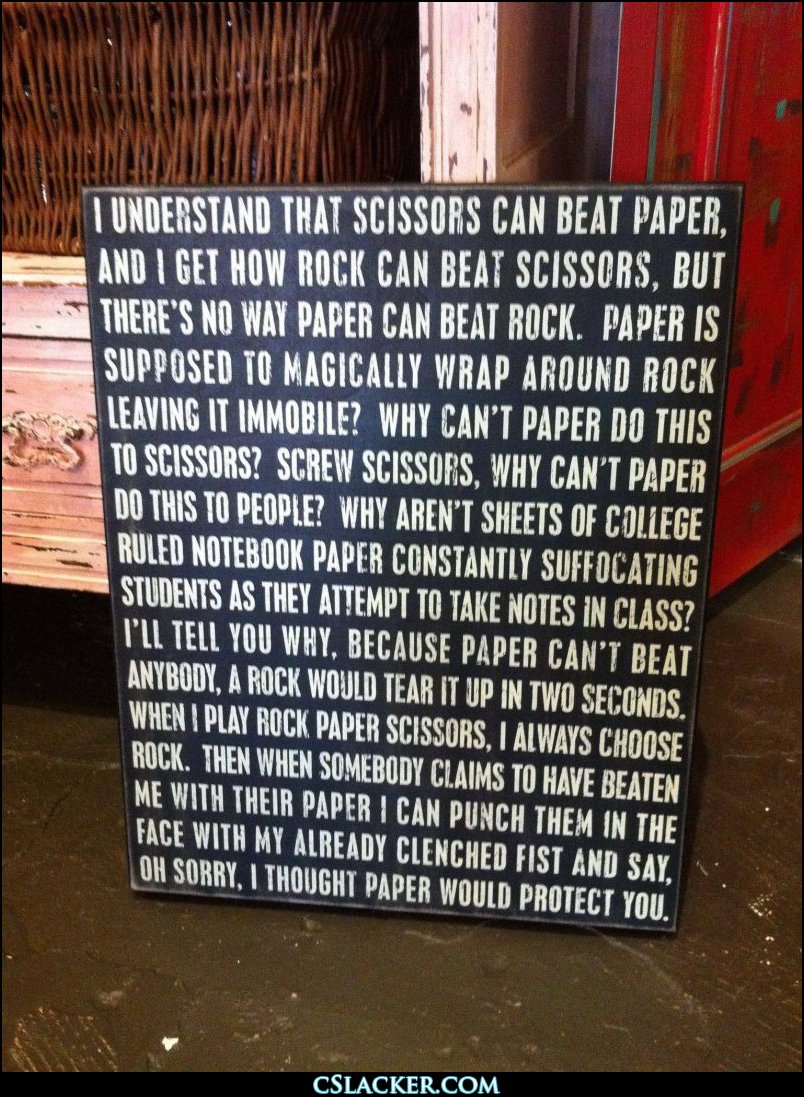 I UNDERSTAND THAT SCISSORS CAN BEAT PAPER,
AND I GET HOW ROCK CAN BEAT SCISSORS, BUT
THERE'S NO WAY PAPER CAN BEAT ROCK. PAPER IS
SUPPOSED TO MAGICALLY WRAP AROUND ROCK
LEAVING IT IMMOBILE? WHY CAN'T PAPER DO THIS
TO SCISSORS? SCREW SCISSORS, WHY CAN'T PAPER
DO THIS TO PEOPLE? WHY AREN'T SHEETS OF COLLEGE
RULED NOTEBOOK PAPER CONSTANTLY SUFFOCATING
STUDENTS AS THEY ATTEMPT TO TAKE NOTES IN CLASS?
I'LL TELL YOU WHY, BECAUSE PAPER CAN'T BEAT
ANYBODY, A ROCK WOULD TEAR IT UP IN TWO SECONDS.
WHEN I PLAY ROCK PAPER SCISSORS, I ALWAYS CHOOSE
ROCK. THEN WHEN SOMEBODY CLAIMS TO HAVE BEATEN
ME WITH THEIR PAPER I CAN PUNCH THEM IN THE
FACE WITH MY ALREADY CLENCHED FIST AND SAY,
OH SORRY, I THOUGHT PAPER WOULD PROTECT YOU.
CSLACKER.COM